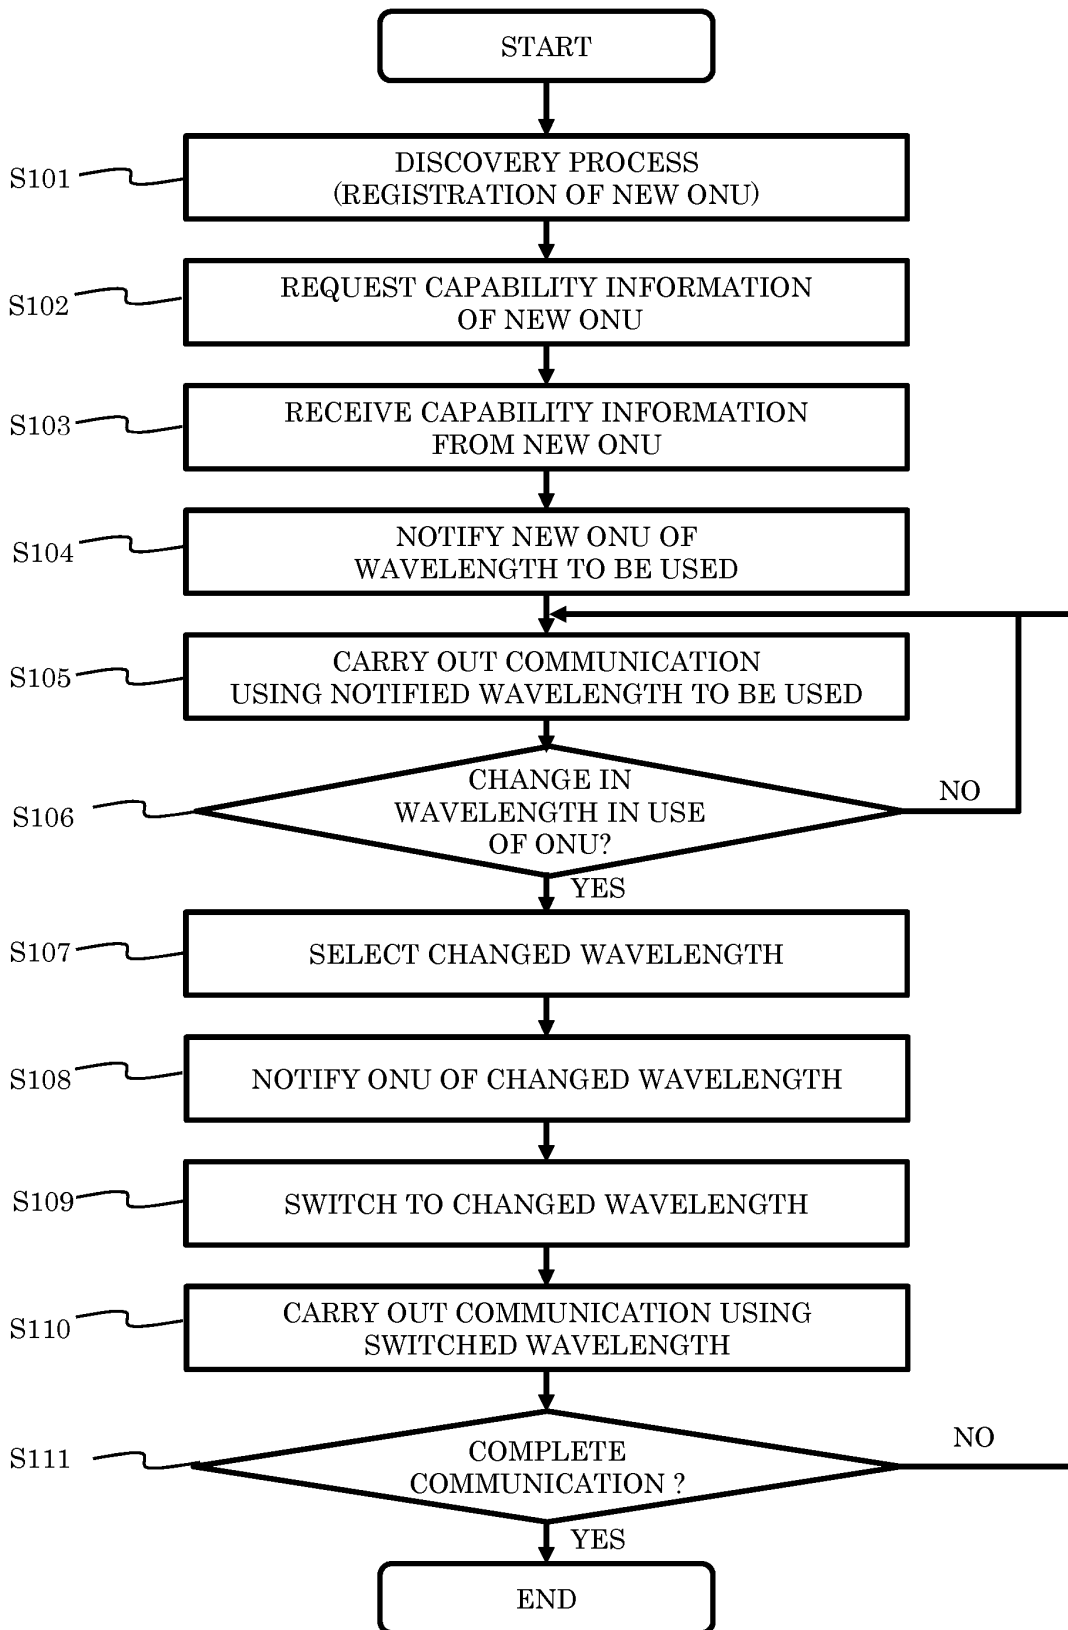 START
S101
DISCOVERY PROCESS
(REGISTRATION OF NEW ONU)
S102
REQUEST CAPABILITY INFORMATION
OF NEW ONU
S103
RECEIVE CAPABILITY INFORMATION
FROM NEW ONU
S104
NOTIFY NEW ONU OF
WAVELENGTH TO BE USED
S105
CARRY OUT COMMUNICATION
USING NOTIFIED WAVELENGTH TO BE USED
S106
CHANGE IN
WAVELENGTH IN USE
OF ONU?
NO
YES
S107
SELECT CHANGED WAVELENGTH
S108
NOTIFY ONU OF CHANGED WAVELENGTH
S109
SWITCH TO CHANGED WAVELENGTH
S110
CARRY OUT COMMUNICATION USING
SWITCHED WAVELENGTH
S111
COMPLETE
COMMUNICATION ?
NO
YES
END